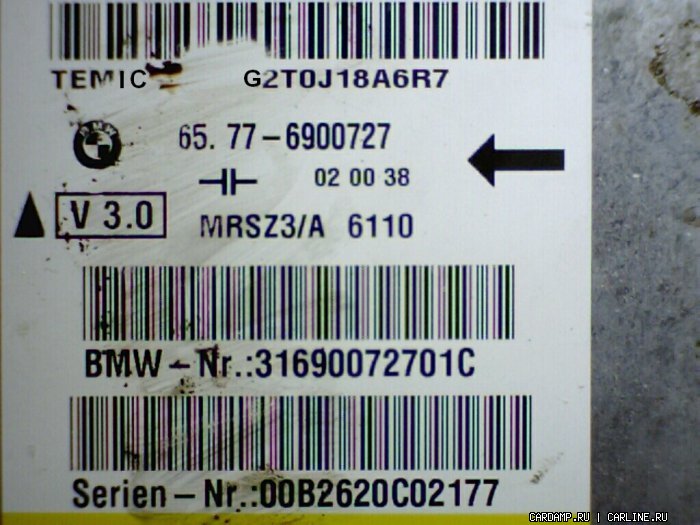 TEMIC G2T0J18A6R7
BMW
65. 77-6900727
02 00 38
V 3.0
MRSZ3/A 6110
BMW-Nr.:31690072701C
Serien-Nr.:00B2620C02177
CARDAMP.RU | CARLINE.RU